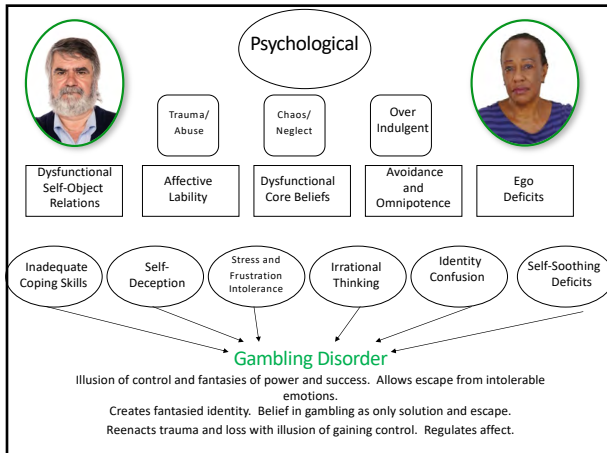 Psychological
Trauma/
Abuse
Chaos/
Neglect
Over
Indulgent
Dysfunctional
Self-Object
Relations
Affective
Lability
Dysfunctional
Core Beliefs
Avoidance
and
Omnipotence
Ego
Deficits
Inadequate
Coping Skills
Self-
Deception
Stress and
Frustration
Intolerance
Irrational
Thinking
Identity
Confusion
Self-Soothing
Deficits
Gambling Disorder
Illusion of control and fantasies of power and success. Allows escape from intolerable
emotions.
Creates fantasied identity. Belief in gambling as only solution and escape.
Reenacts trauma and loss with illusion of gaining control. Regulates affect.